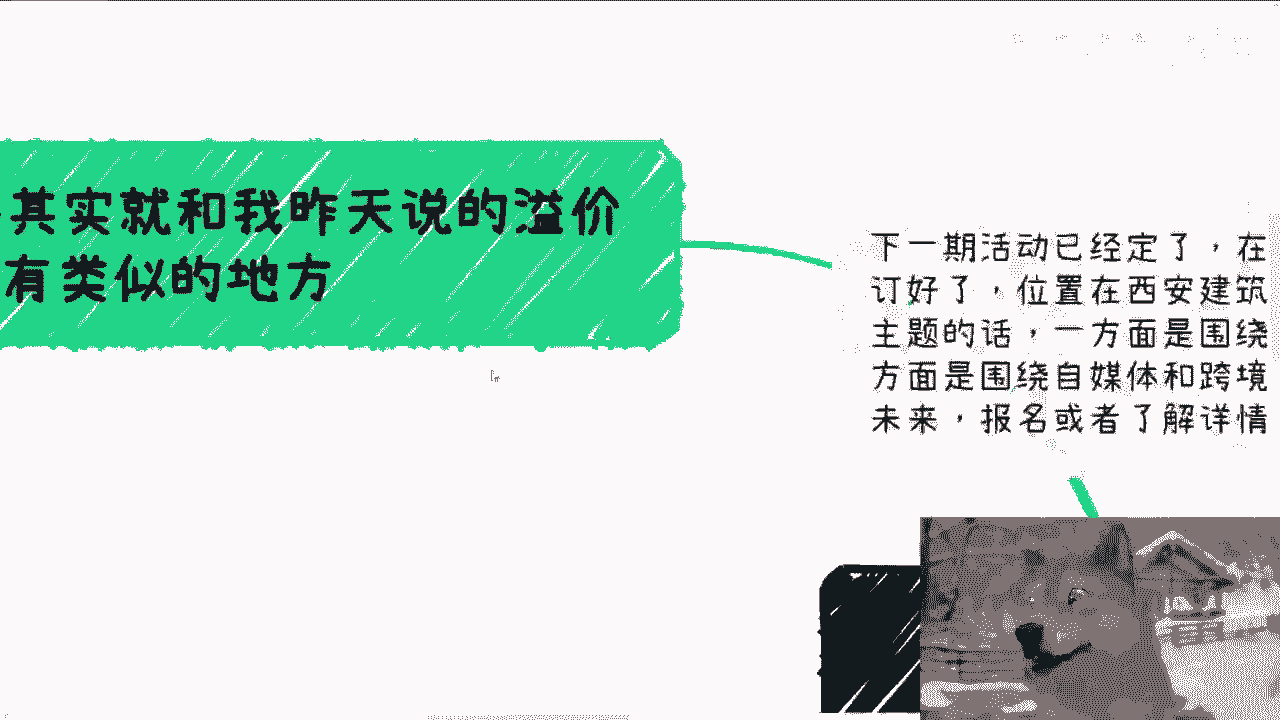 其实就和我昨天说的溢价
有类似的地方
下一期活动已经定了，在
订好了，位置在西安建筑
主题的话，一方面是围绕
方面是围绕自媒体和跨境
未来，报名或者了解详情